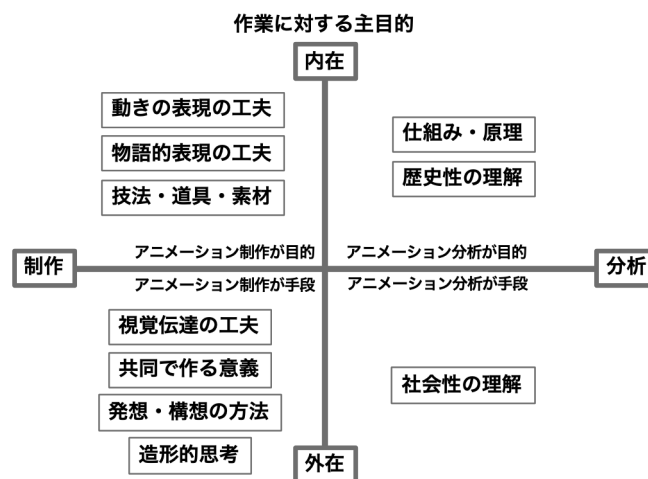 作業に対する主目的
内在
動きの表現の工夫
物語的表現の工夫
技法・道具・素材
仕組み・原理
歴史性の理解
アニメーション制作が目的
アニメーション分析が目的
制作
分析
アニメーション制作が手段
アニメーション分析が手段
視覚伝達の工夫
共同で作る意義
発想・構想の方法
造形的思考
社会性の理解
外在